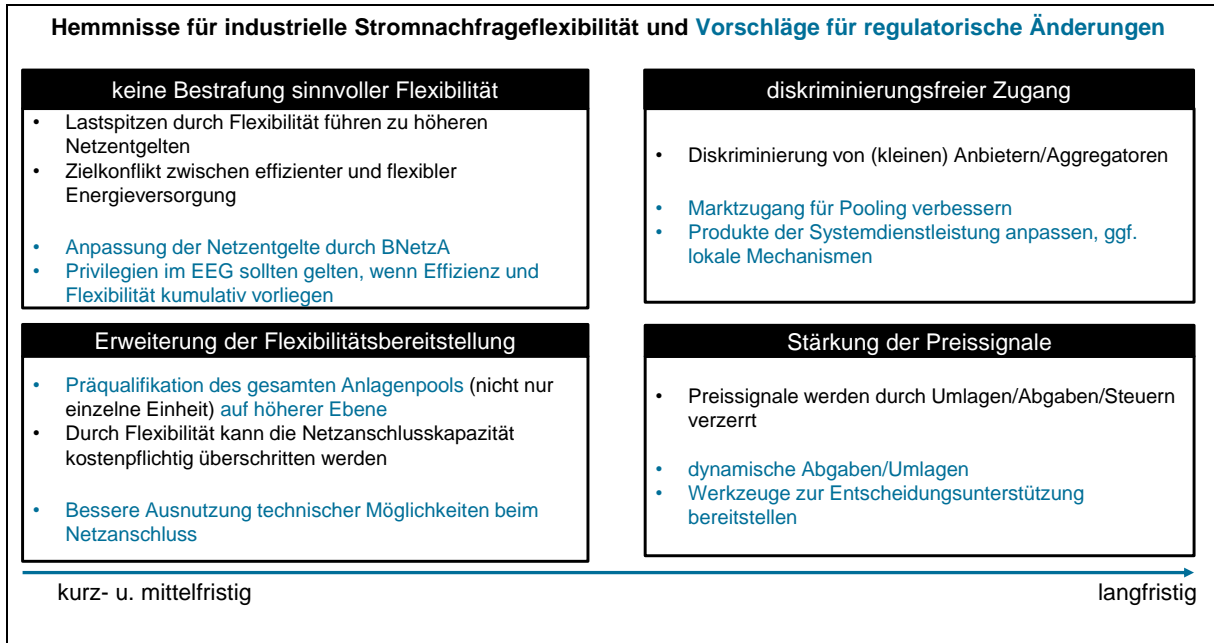 Hemmnisse für industrielle Stromnachfrageflexibilität und Vorschläge für regulatorische Änderungen
keine Bestrafung sinnvoller Flexibilität
• Lastspitzen durch Flexibilität führen zu höheren
Netzentgelten
• Zielkonflikt zwischen effizienter und flexibler
Energieversorgung
• Anpassung der Netzentgelte durch BNetzA
• Privilegien im EEG sollten gelten, wenn Effizienz und
Flexibilität kumulativ vorliegen
diskriminierungsfreier Zugang
• Diskriminierung von (kleinen) Anbietern/Aggregatoren
• Marktzugang für Pooling verbessern
• Produkte der Systemdienstleistung anpassen, ggf.
lokale Mechanismen
Erweiterung der Flexibilitätsbereitstellung
• Präqualifikation des gesamten Anlagenpools (nicht nur
einzelne Einheit) auf höherer Ebene
• Durch Flexibilität kann die Netzanschlusskapazität
kostenpflichtig überschritten werden
• Bessere Ausnutzung technischer Möglichkeiten beim
Netzanschluss
Stärkung der Preissignale
• Preissignale werden durch Umlagen/Abgaben/Steuern
verzerrt
• dynamische Abgaben/Umlagen
• Werkzeuge zur Entscheidungsunterstützung
bereitstellen
kurz- u. mittelfristig
langfristig